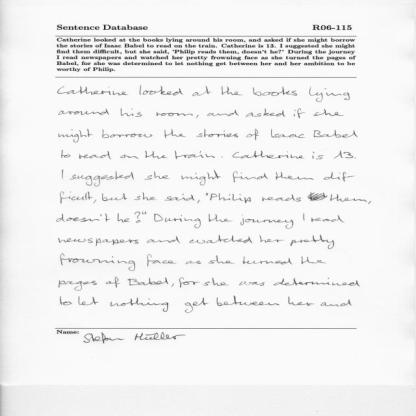 Sentence Database R06-115
Catherine looked at the books lying around his room, and asked if she might borrow
the stories of Isaac Babel to read on the train. Catherine is 13. I suggested she might
find them difficult, but she said, 'Philip reads them, doesn't he?" During the journey
I read newspapers and watched her pretty frowning face as she turned the pages of
Babel, for she was determined to let nothing get between her and her ambition to be
worthy of Philip.
Catherine looked at the books lying
around his room, and asked if she
might borrow the stories of Isaac Babel
to read on the train. Catherine is 13.
I suggested she might find them dif
ficult, but she said, 'Philip reads them,
doesn't he?" During the journey I read
newspapers and watched her pretty
frowning face as she turned the
pages of Babel, for she was determined
to let nothing get between her and
Name: Stefan Müller